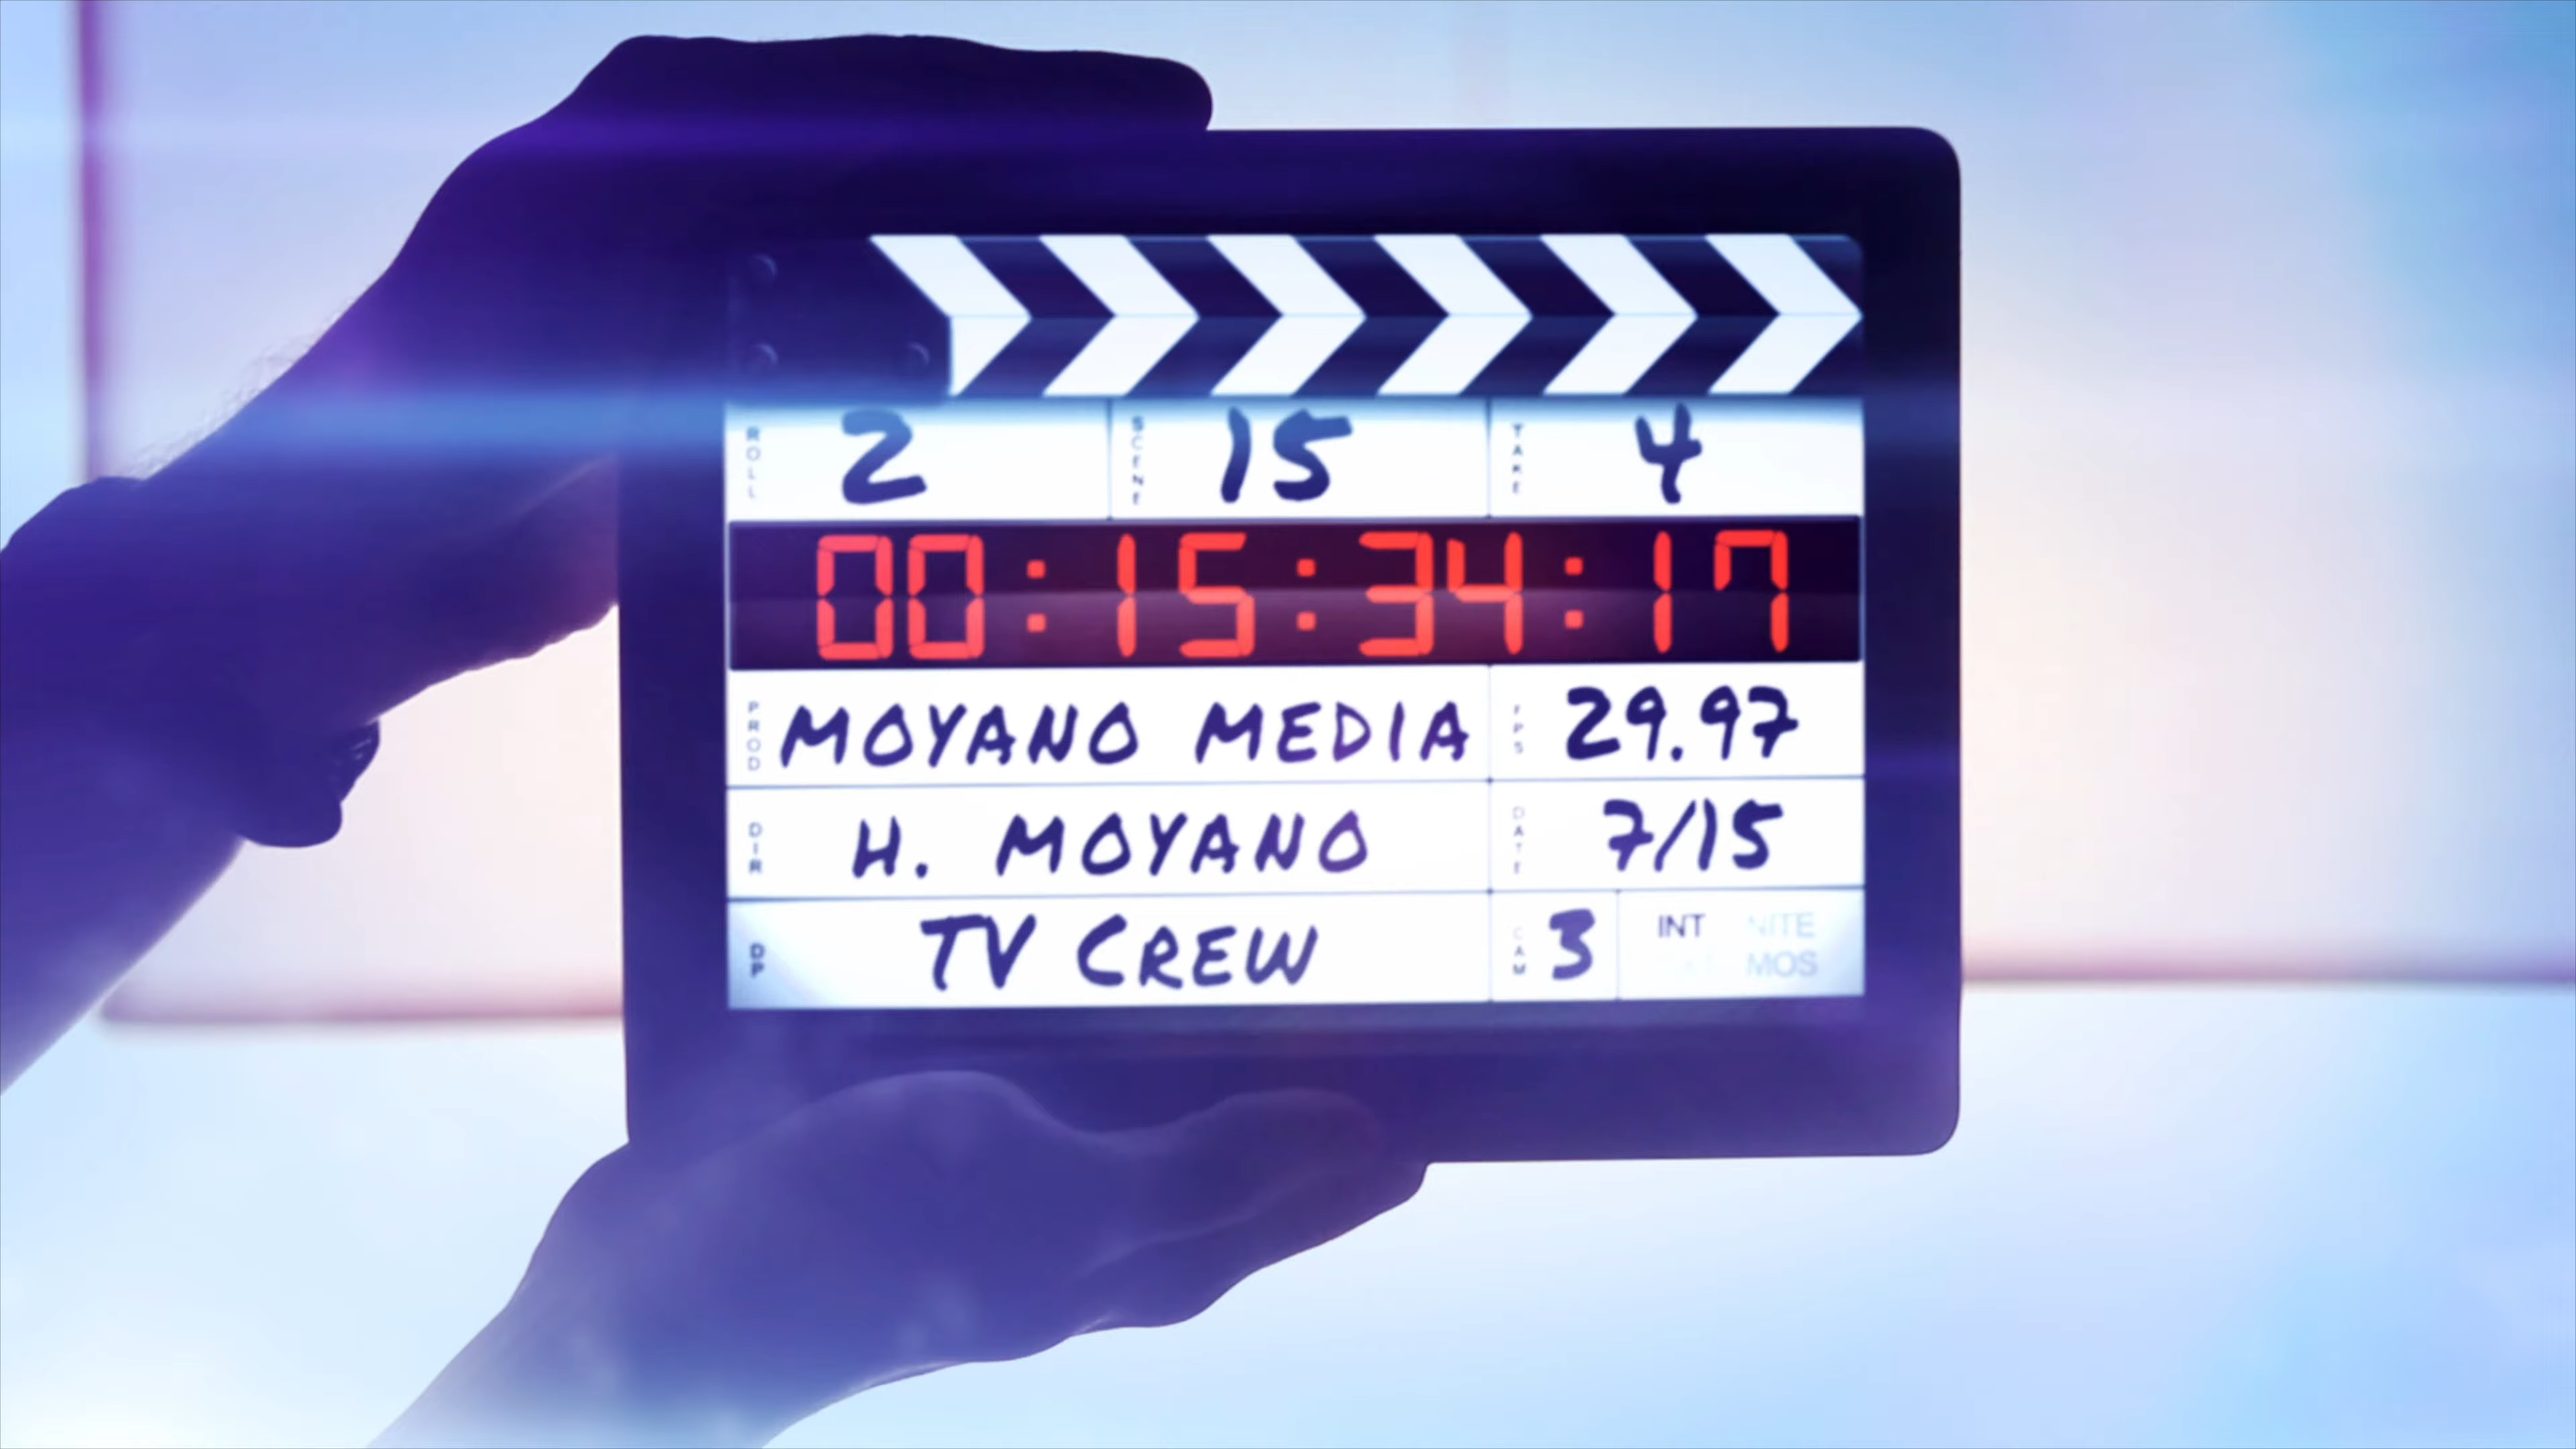 ROLL 2 SCENE 15 TAKE 4
00:15:34:17
PROD MOYANO MEDIA FPS 29.97
DIR H. MOYANO DATE 7/15
DP TV CREW CAM 3 INT NITE
MOS